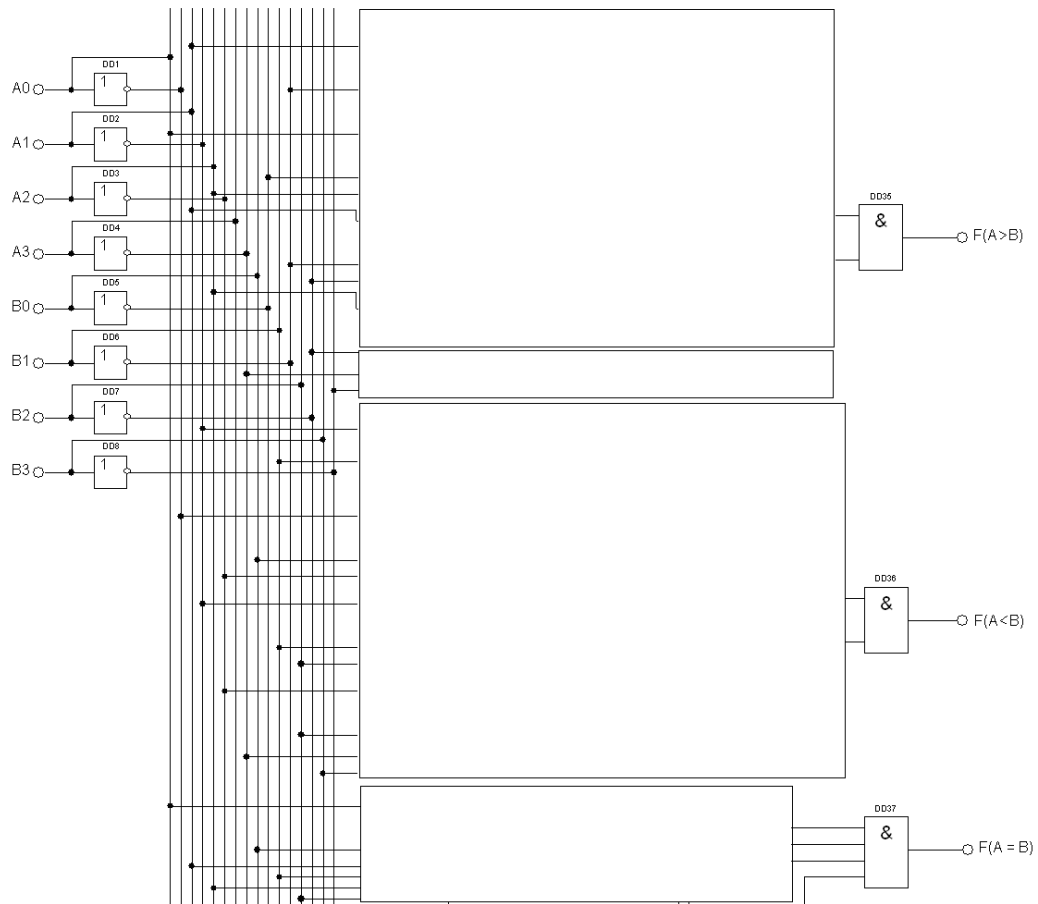 DD1
1
A0
DD2
1
A1
DD3
1
A2
DD35
&
F(A>B)
DD4
1
A3
DD5
1
B0
DD6
1
B1
DD7
1
B2
DD8
1
B3
DD36
&
F(A<B)
DD37
&
F(A = B)